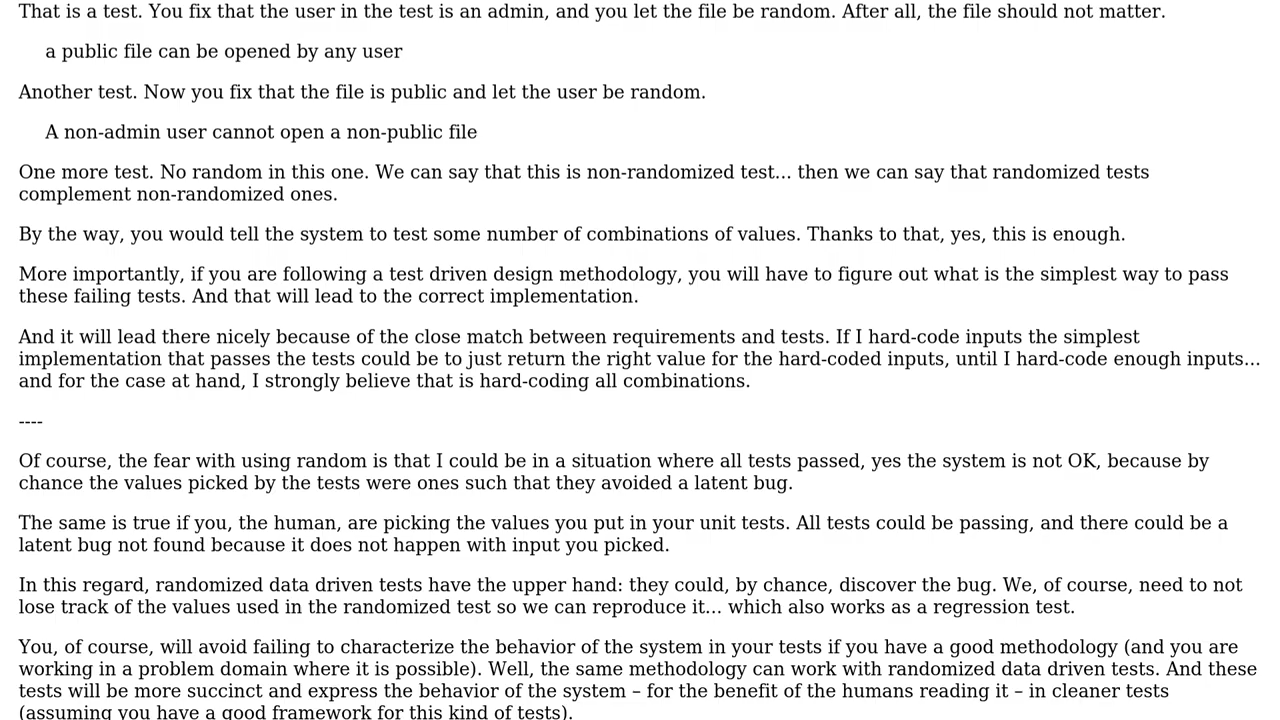 That is a test. You fix that the user in the test is an admin, and you let the file be random. After all, the file should not matter.
a public file can be opened by any user
Another test. Now you fix that the file is public and let the user be random.
A non-admin user cannot open a non-public file
One more test. No random in this one. We can say that this is non-randomized test... then we can say that randomized tests
complement non-randomized ones.
By the way, you would tell the system to test some number of combinations of values. Thanks to that, yes, this is enough.
More importantly, if you are following a test driven design methodology, you will have to figure out what is the simplest way to pass
these failing tests. And that will lead to the correct implementation.
And it will lead there nicely because of the close match between requirements and tests. If I hard-code inputs the simplest
implementation that passes the tests could be to just return the right value for the hard-coded inputs, until I hard-code enough inputs...
and for the case at hand, I strongly believe that is hard-coding all combinations.
----
Of course, the fear with using random is that I could be in a situation where all tests passed, yes the system is not OK, because by
chance the values picked by the tests were ones such that they avoided a latent bug.
The same is true if you, the human, are picking the values you put in your unit tests. All tests could be passing, and there could be a
latent bug not found because it does not happen with input you picked.
In this regard, randomized data driven tests have the upper hand: they could, by chance, discover the bug. We, of course, need to not
lose track of the values used in the randomized test so we can reproduce it... which also works as a regression test.
You, of course, will avoid failing to characterize the behavior of the system in your tests if you have a good methodology (and you are
working in a problem domain where it is possible). Well, the same methodology can work with randomized data driven tests. And these
tests will be more succinct and express the behavior of the system – for the benefit of the humans reading it – in cleaner tests
(assuming you have a good framework for this kind of tests).